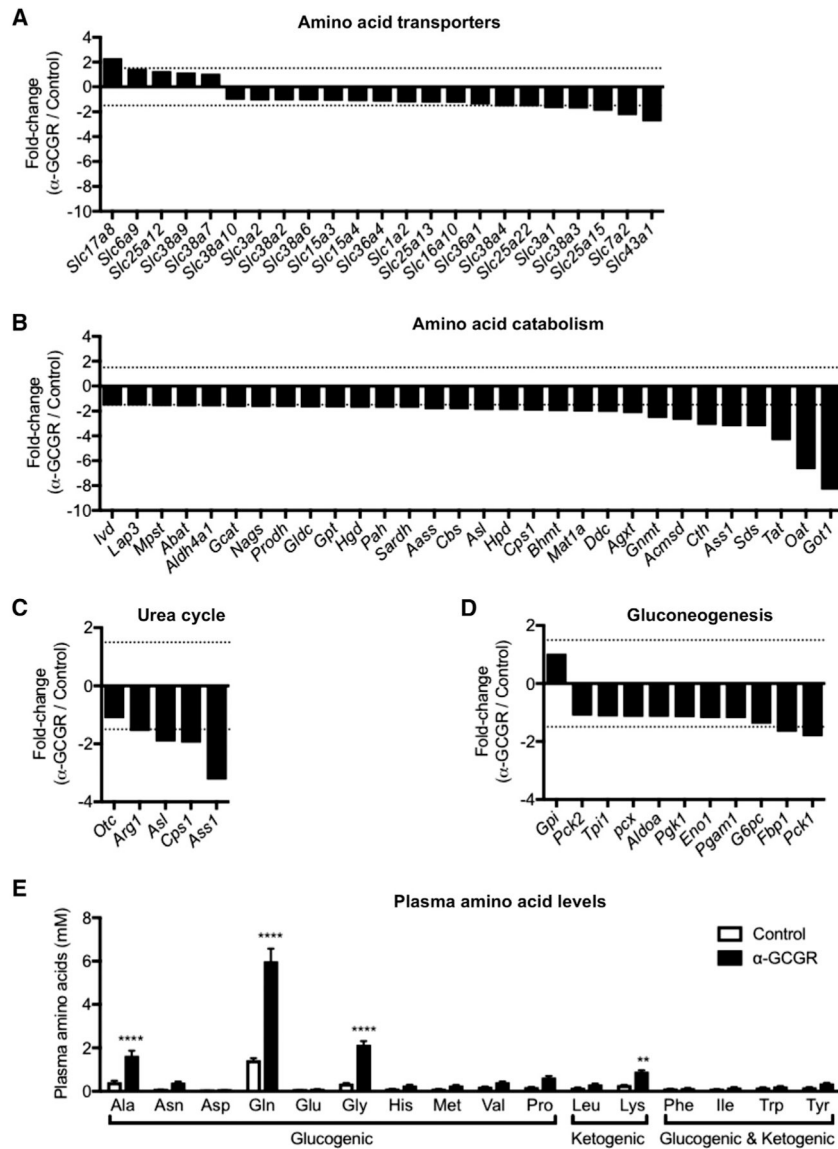 A
Amino acid transporters
Fold-change
(α-GCGR / Control)
4
2
0
-2
-4
-6
-8
-10
Slc17a8
Slc6a9
Slc25a12
Slc38a9
Slc38a7
Slc38a10
Slc3a2
Slc38a2
Slc38a6
Slc15a3
Slc15a4
Slc36a4
Slc1a2
Slc25a13
Slc16a10
Slc36a1
Slc38a4
Slc25a22
Slc3a1
Slc38a3
Slc25a15
Slc7a2
Slc43a1
B
Amino acid catabolism
Fold-change
(α-GCGR / Control)
4
2
0
-2
-4
-6
-8
-10
Ivd
Lap3
Mpst
Abat
Aldh4a1
Gcat
Nags
Prodh
Gldc
Gpt
Hgd
Pah
Sardh
Aass
Cbs
Asl
Hpd
Cps1
Bhmt
Mat1a
Ddc
Agxt
Gnmt
Acmsd
Cth
Ass1
Sds
Tat
Oat
Got1
C
Urea cycle
Fold-change
(α-GCGR / Control)
2
0
-2
-4
Otc
Arg1
Asl
Cps1
Ass1
D
Gluconeogenesis
Fold-change
(α-GCGR / Control)
2
0
-2
-4
Gpi
Pck2
Tpi1
pcx
Aldoa
Pgk1
Eno1
Pgam1
G6pc
Fbp1
Pck1
E
Plasma amino acid levels
Plasma amino acids (mM)
8
6
4
2
0
Control
α-GCGR
****
****
****
**
Ala Asn Asp Gln Glu Gly His Met Val Pro Leu Lys Phe Ile Trp Tyr
Glucogenic Ketogenic Glucogenic & Ketogenic